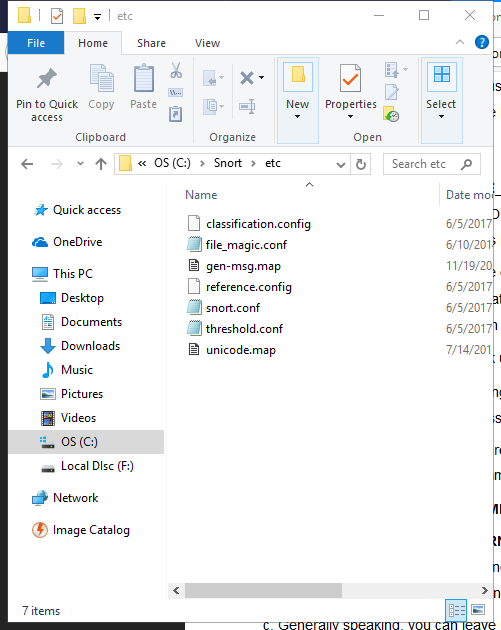 etc
File Home Share View
Pin to Quick access
Copy
Paste
New
Properties
Select
Clipboard
Organize
Open
« OS (C:) > Snort > etc
Search etc
Name Date mo
Quick access
OneDrive
This PC
Desktop
Documents
Downloads
Music
Pictures
Videos
OS (C:)
Local DIsc (F:)
Network
Image Catalog
classification.config 6/5/2017
file_magic.conf 6/10/201
gen-msg.map 11/19/20
reference.config 6/5/2017
snort.conf 6/5/2017
threshold.conf 6/5/2017
unicode.map 7/14/201
7 items
c. Generally speaking, you can leave